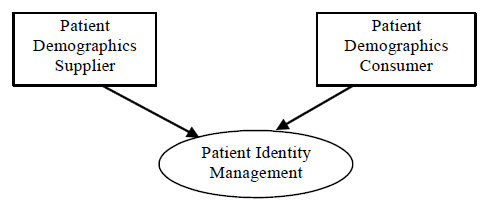 Patient
Demographics
Supplier
Patient
Demographics
Consumer
Patient Identity
Management